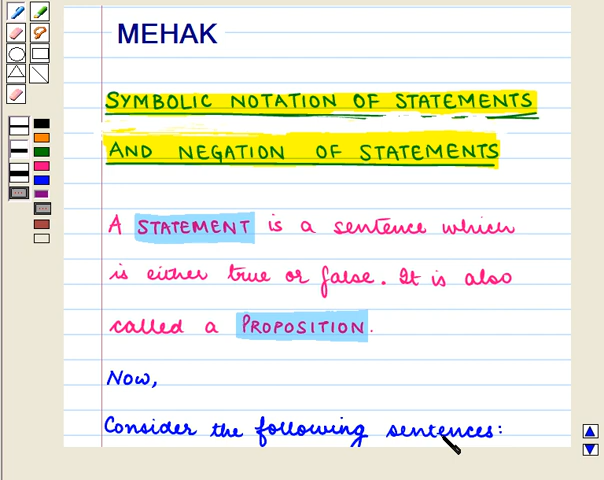 MEHAK
SYMBOLIC NOTATION OF STATEMENTS
AND NEGATION OF STATEMENTS
A STATEMENT is a sentence which
is either true or false. It is also
called a PROPOSITION.
Now,
Consider the following sentences: